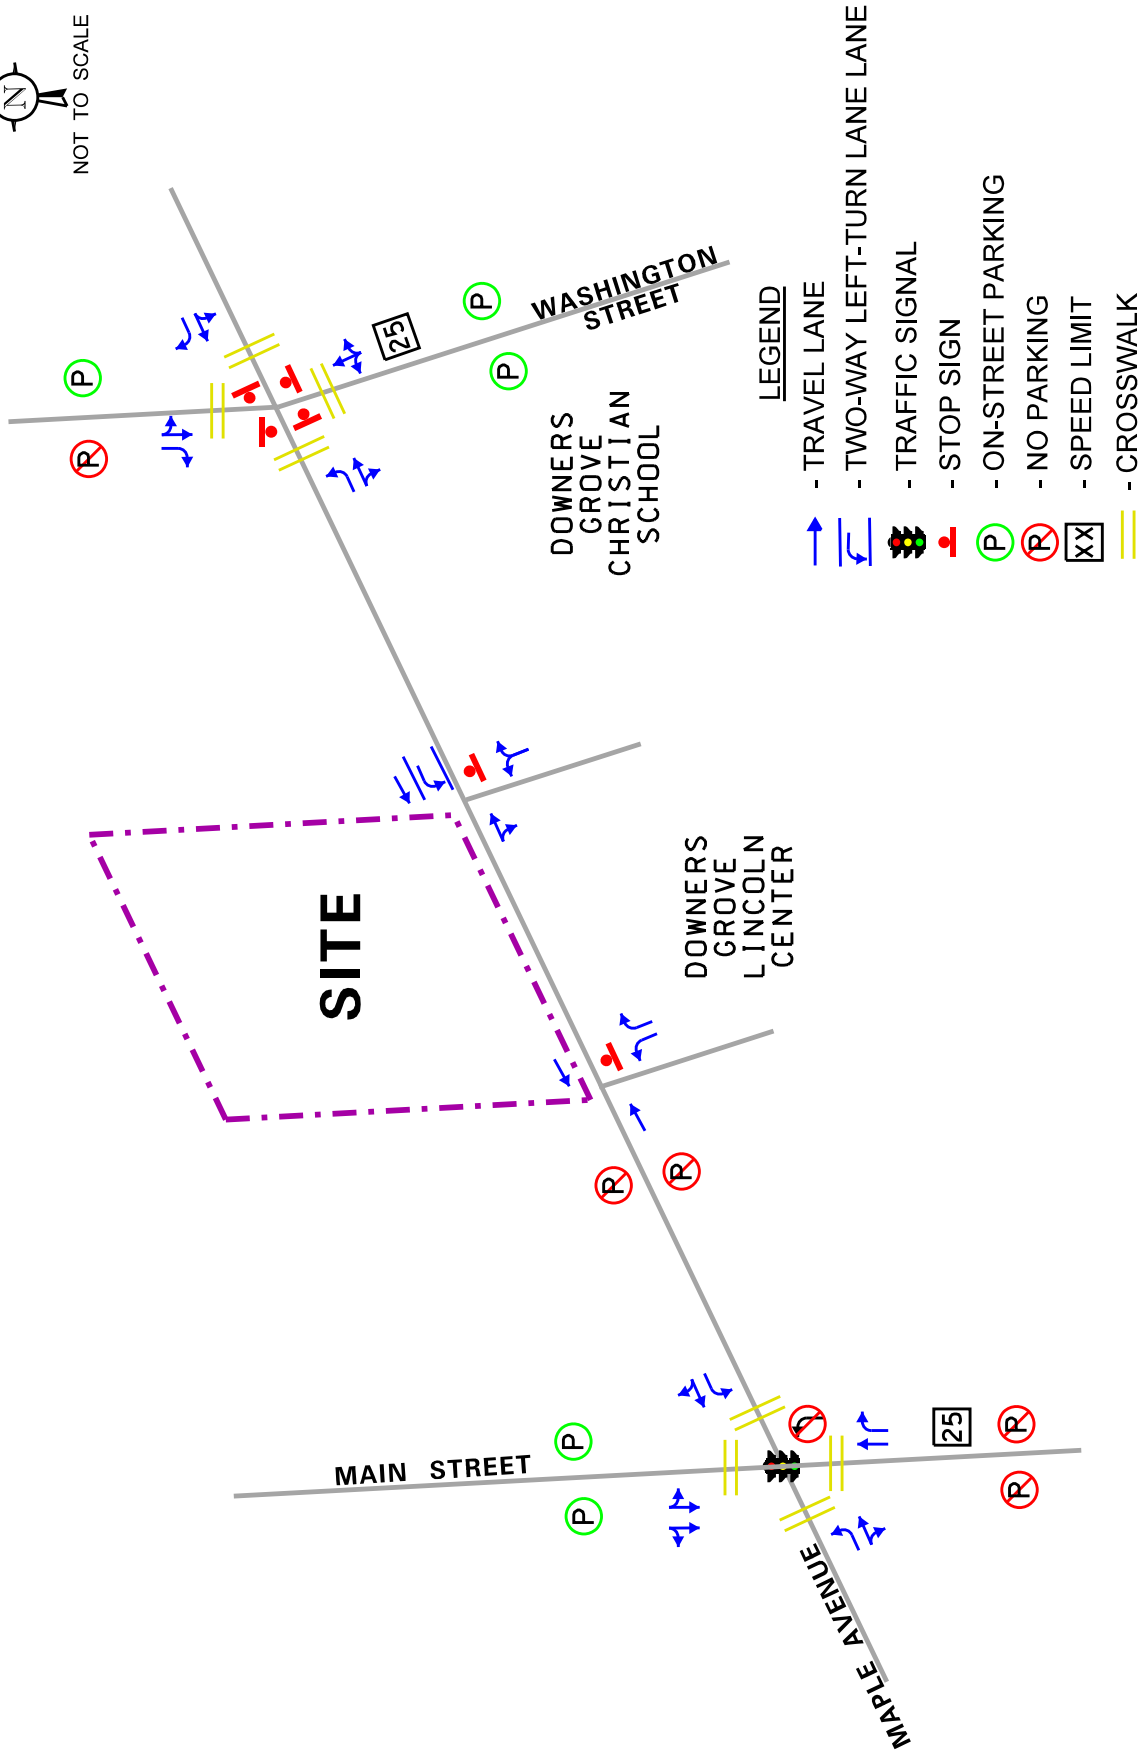 N
NOT TO SCALE
P
P
25
P
P
WASHINGTON
STREET
DOWNERS
GROVE
CHRISTIAN
SCHOOL
SITE
DOWNERS
GROVE
LINCOLN
CENTER
P
P
MAIN STREET
P
P
25
P
P
MAPLE AVENUE
LEGEND
- TRAVEL LANE
- TWO-WAY LEFT-TURN LANE LANE
- TRAFFIC SIGNAL
- STOP SIGN
P - ON-STREET PARKING
P - NO PARKING
XX - SPEED LIMIT
- CROSSWALK